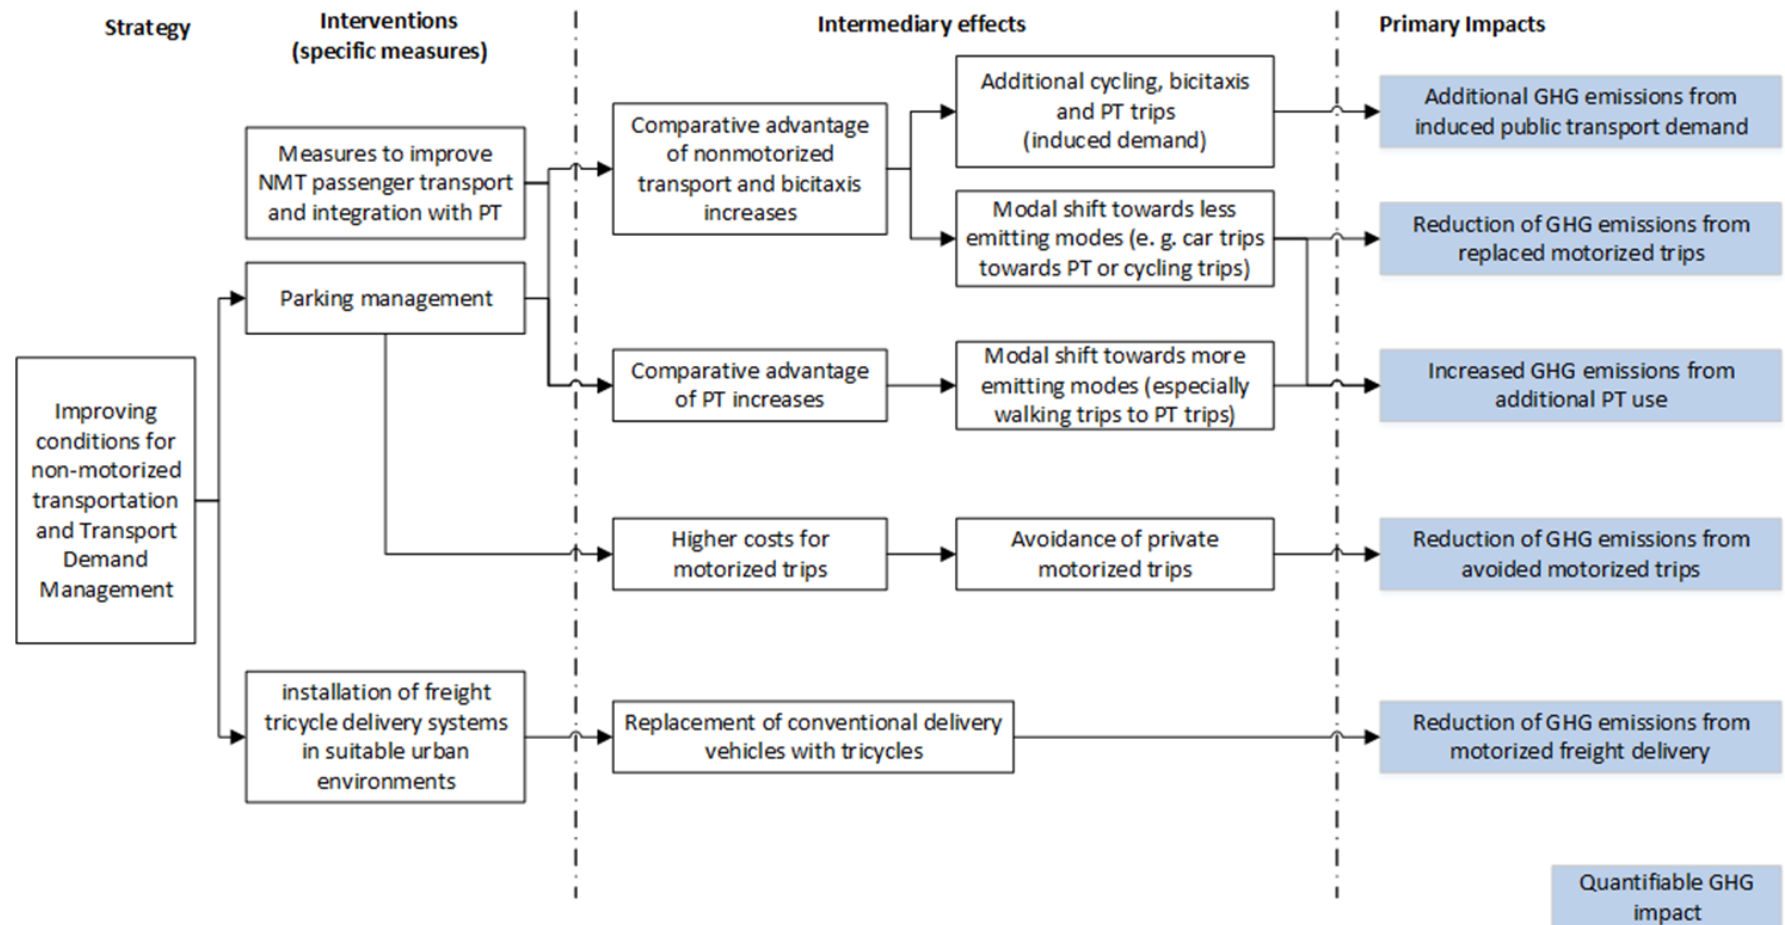 Strategy
Interventions
(specific measures)
Intermediary effects
Primary Impacts
Improving
conditions for
non-motorized
transportation
and Transport
Demand
Management
Measures to improve
NMT passenger transport
and integration with PT
Parking management
installation of freight
tricycle delivery systems
in suitable urban
environments
Comparative advantage
of nonmotorized
transport and bicitaxis
increases
Comparative advantage
of PT increases
Higher costs for
motorized trips
Replacement of conventional delivery
vehicles with tricycles
Additional cycling, bicitaxis
and PT trips
(induced demand)
Modal shift towards less
emitting modes (e. g. car trips
towards PT or cycling trips)
Modal shift towards more
emitting modes (especially
walking trips to PT trips)
Avoidance of private
motorized trips
Additional GHG emissions from
induced public transport demand
Reduction of GHG emissions from
replaced motorized trips
Increased GHG emissions from
additional PT use
Reduction of GHG emissions from
avoided motorized trips
Reduction of GHG emissions from
motorized freight delivery
Quantifiable GHG
impact